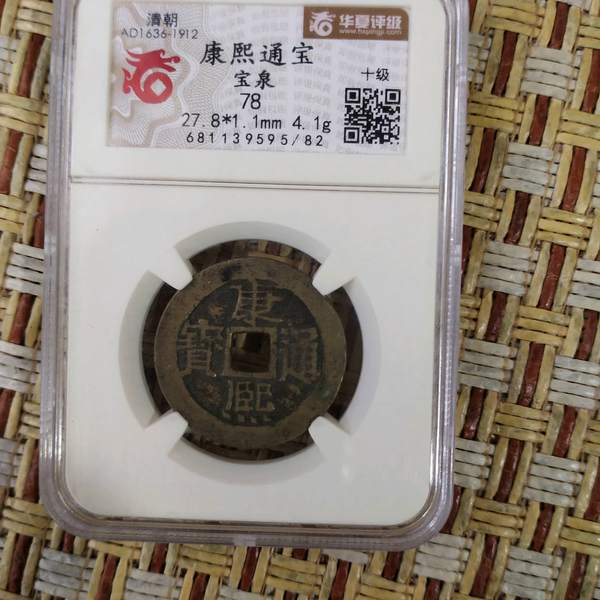 清朝
AD1636-1912
华夏评级
www.hxpingji.com
康熙通宝
宝泉
78
十级
27.8*1.1mm 4.1g
681139595/82
康熙通寶